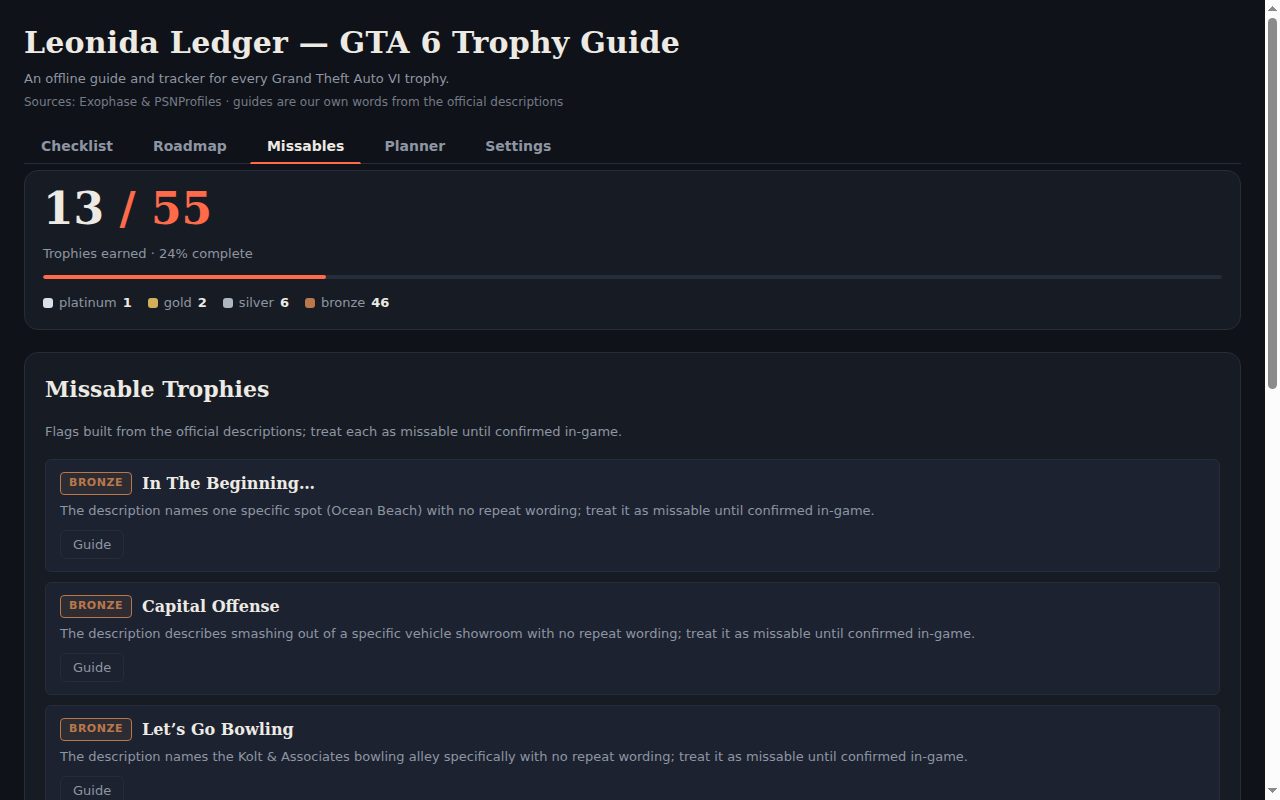 Leonida Ledger — GTA 6 Trophy Guide
An offline guide and tracker for every Grand Theft Auto VI trophy.
Sources: Exophase & PSNProfiles · guides are our own words from the official descriptions
Checklist Roadmap Missables Planner Settings
13 / 55
Trophies earned · 24% complete
platinum 1 gold 2 silver 6 bronze 46
Missable Trophies
Flags built from the official descriptions; treat each as missable until confirmed in-game.
BRONZE In The Beginning…
The description names one specific spot (Ocean Beach) with no repeat wording; treat it as missable until confirmed in-game.
Guide
BRONZE Capital Offense
The description describes smashing out of a specific vehicle showroom with no repeat wording; treat it as missable until confirmed in-game.
Guide
BRONZE Let’s Go Bowling
The description names the Kolt & Associates bowling alley specifically with no repeat wording; treat it as missable until confirmed in-game.
Guide